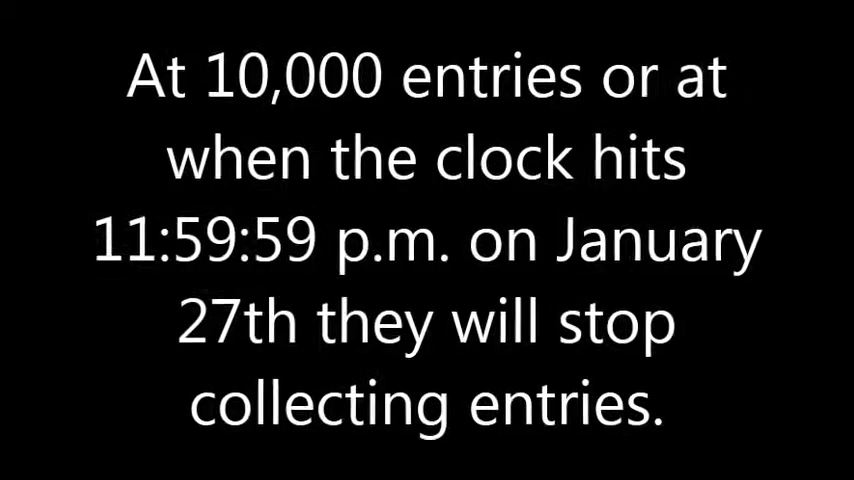 At 10,000 entries or at
when the clock hits
11:59:59 p.m. on January
27th they will stop
collecting entries.